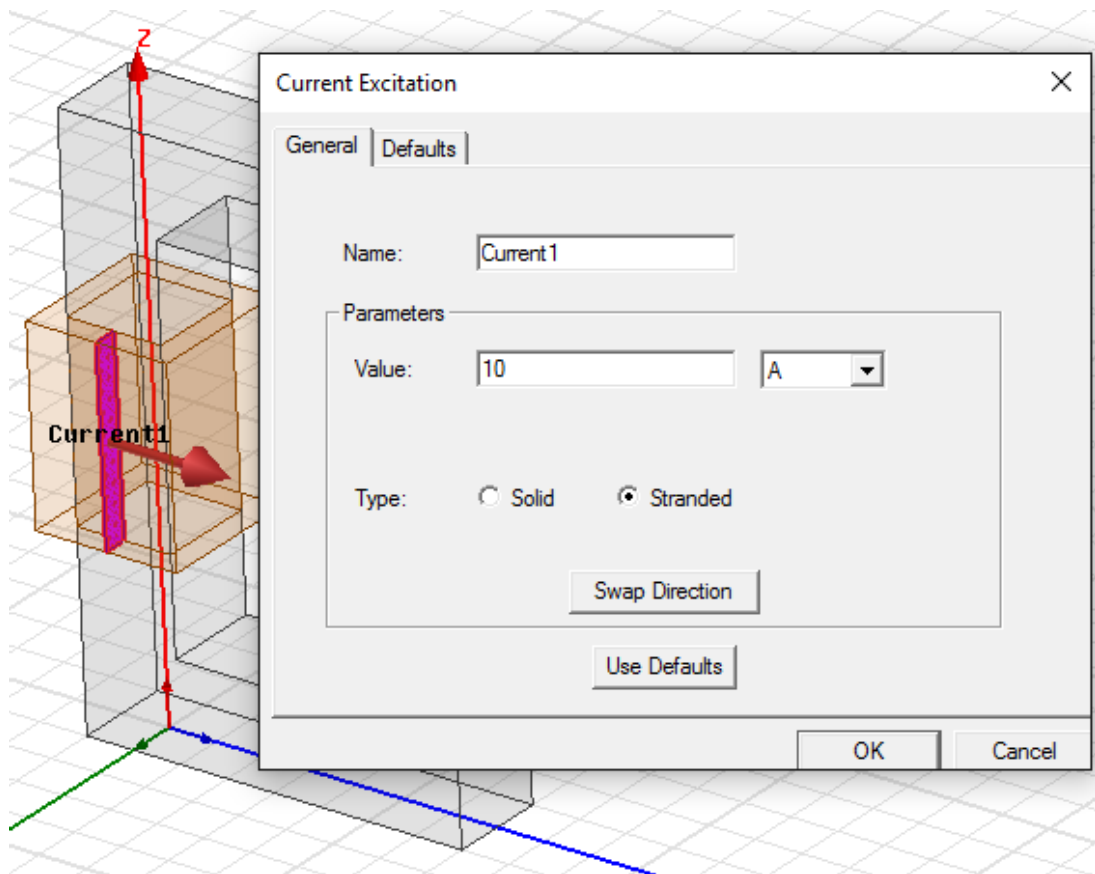 Z
Current Excitation
General
Defaults
Name: Current1
Parameters
Value: 10 A
Current1
Type: Solid Stranded
Swap Direction
Use Defaults
OK Cancel